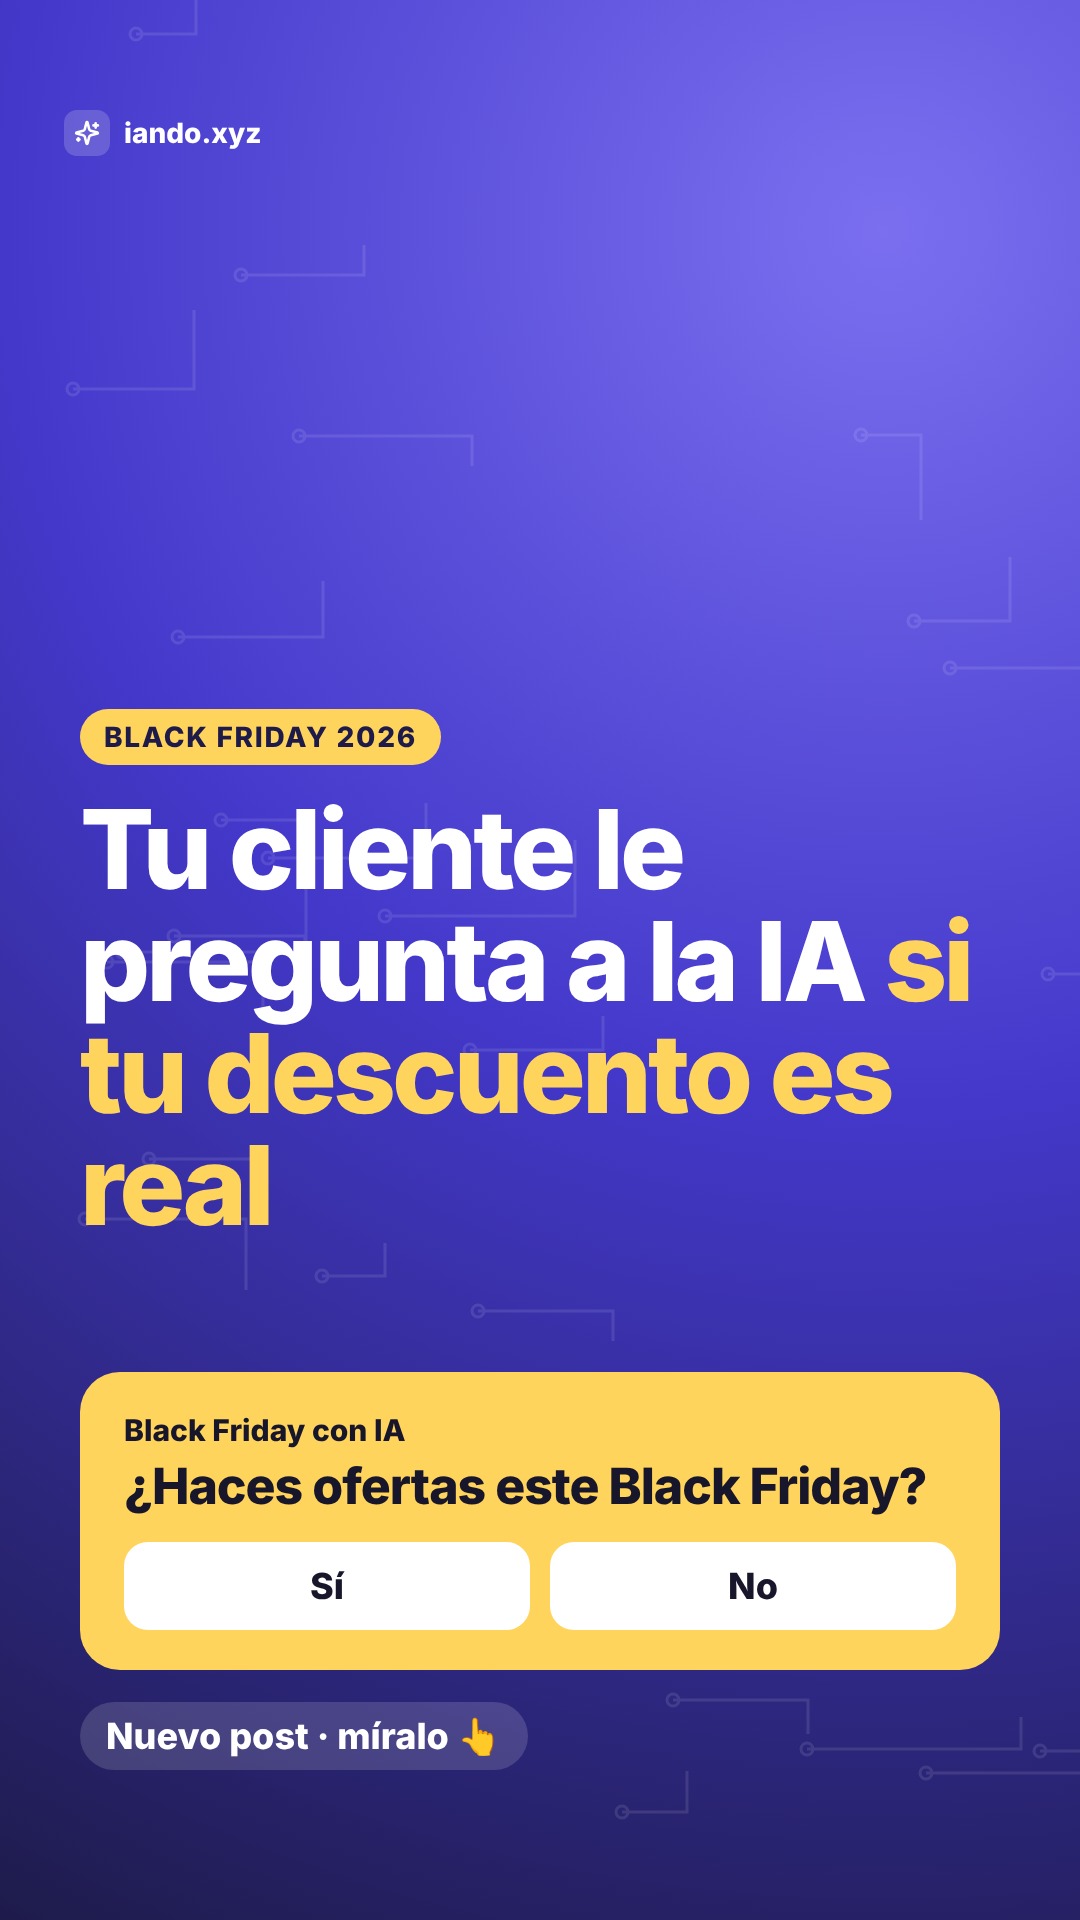 iando.xyz
BLACK FRIDAY 2026
Tu cliente le
pregunta a la IA si
tu descuento es
real
Black Friday con IA
¿Haces ofertas este Black Friday?
Sí
No
Nuevo post · míralo 👆